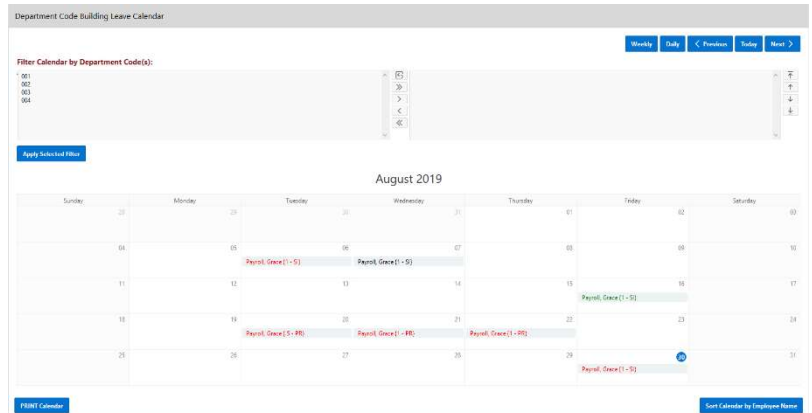 Department Code Building Leave Calendar
Weekly Daily < Previous Today Next >
Filter Calendar by Department Code(s):
001
002
003
004
Apply Selected Filter
August 2019
Sunday Monday Tuesday Wednesday Thursday Friday Saturday
28 29 30 31 01 02 03
04 05 06 07 08 09 10
Payroll, Grace (1 - SI) Payroll, Grace (1 - SI)
11 12 13 14 15 16 17
Payroll, Grace (1 - SI)
18 19 20 21 22 23 24
Payroll, Grace (.5 - PR) Payroll, Grace (1 - PR) Payroll, Grace (1 - PR)
25 26 27 28 29 30 31
Payroll, Grace (1 - SI)
PRINT Calendar Sort Calendar by Employee Name